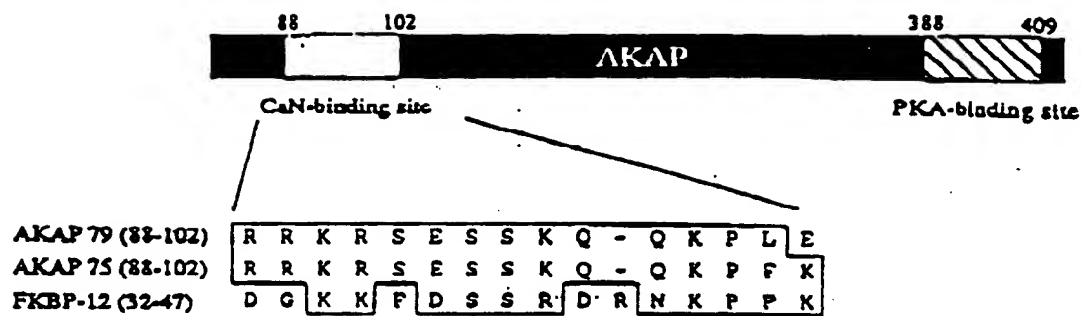 88 102 388 409
AKAP
CaN-binding site PKA-binding site
AKAP 79 (88-102) R R K R S E S S K Q - Q K P L E
AKAP 75 (88-102) R R K R S E S S K Q - Q K P F K
FKBP-12 (32-47) D G K K F D S S R D R N K P P K